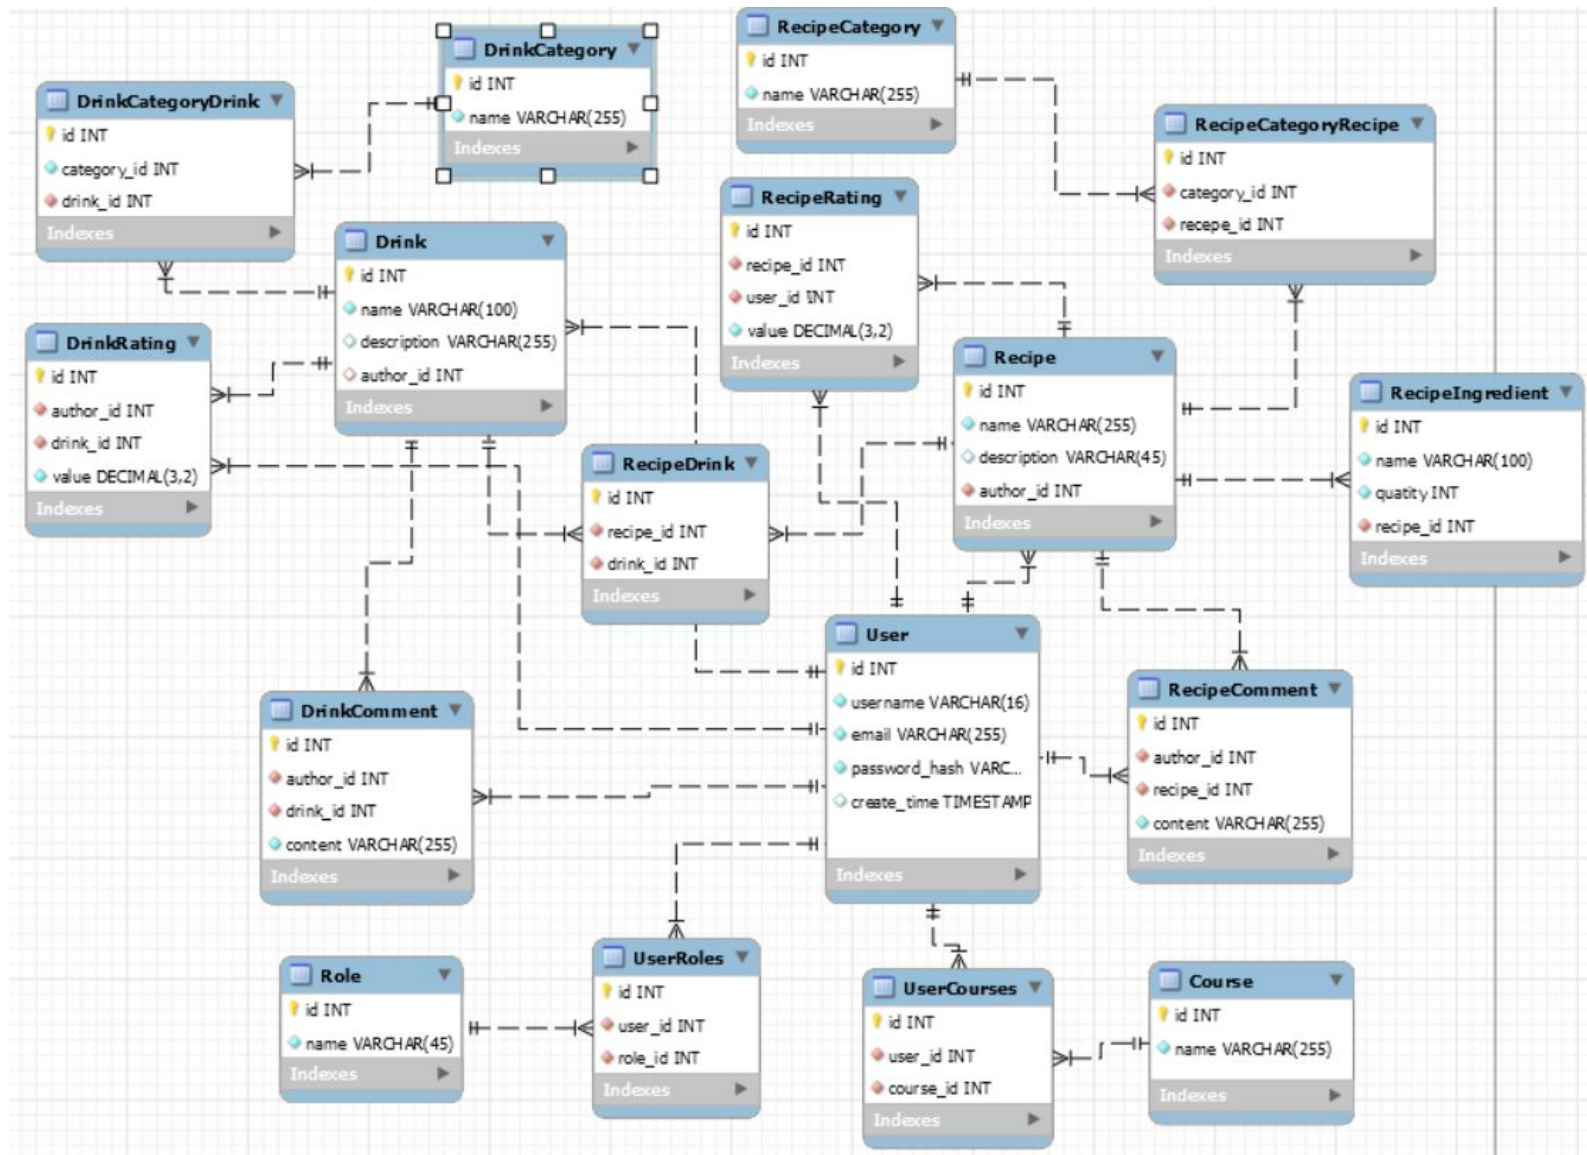 DrinkCategory
id INT
name VARCHAR(255)
Indexes
RecipeCategory
id INT
name VARCHAR(255)
Indexes
DrinkCategoryDrink
id INT
category_id INT
drink_id INT
Indexes
RecipeCategoryRecipe
id INT
category_id INT
recepe_id INT
Indexes
RecipeRating
id INT
recipe_id INT
user_id INT
value DECIMAL(3,2)
Indexes
Drink
id INT
name VARCHAR(100)
description VARCHAR(255)
author_id INT
Indexes
DrinkRating
id INT
author_id INT
drink_id INT
value DECIMAL(3,2)
Indexes
Recipe
id INT
name VARCHAR(255)
description VARCHAR(45)
author_id INT
Indexes
RecipeIngredient
id INT
name VARCHAR(100)
quatity INT
recipe_id INT
Indexes
RecipeDrink
id INT
recipe_id INT
drink_id INT
Indexes
User
id INT
username VARCHAR(16)
email VARCHAR(255)
password_hash VARC...
create_time TIMESTAMP
Indexes
RecipeComment
id INT
author_id INT
recipe_id INT
content VARCHAR(255)
Indexes
DrinkComment
id INT
author_id INT
drink_id INT
content VARCHAR(255)
Indexes
Role
id INT
name VARCHAR(45)
Indexes
UserRoles
id INT
user_id INT
role_id INT
Indexes
UserCourses
id INT
user_id INT
course_id INT
Indexes
Course
id INT
name VARCHAR(255)
Indexes